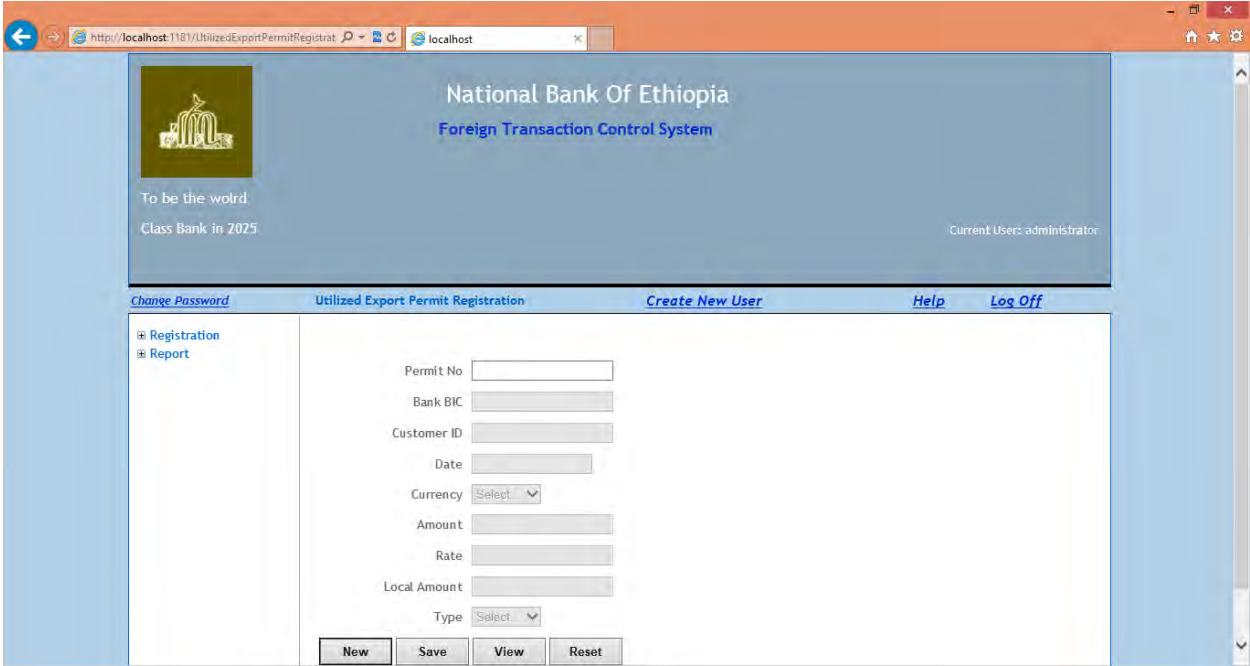 http://localhost:1181/UtilizedExportPermitRegistrat
localhost
National Bank Of Ethiopia
Foreign Transaction Control System
To be the wolrd
Class Bank in 2025
Current User: administrator
Change Password
Utilized Export Permit Registration
Create New User
Help
Log Off
Registration
Report
Permit No
Bank BIC
Customer ID
Date
Currency Select...
Amount
Rate
Local Amount
Type Select...
New Save View Reset